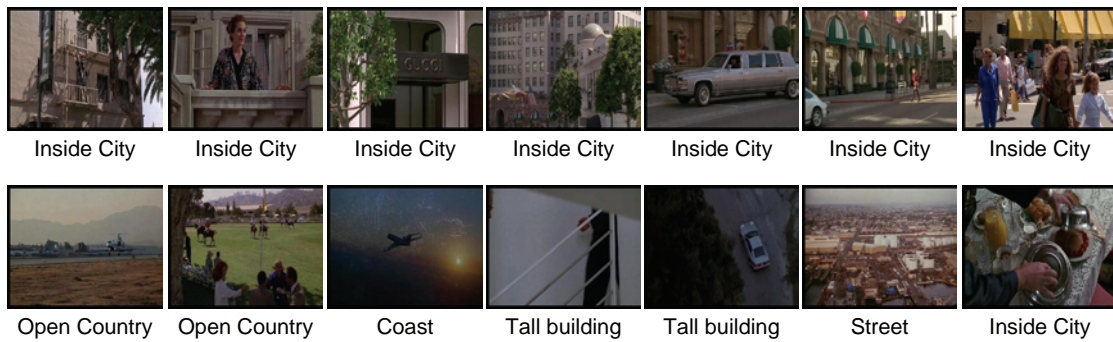 GUCCI
Inside City Inside City Inside City Inside City Inside City Inside City Inside City
Open Country Open Country Coast Tall building Tall building Street Inside City